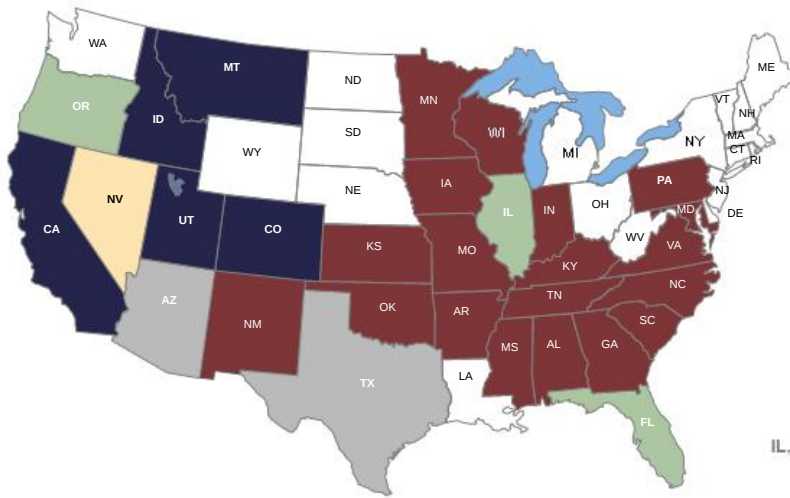 WA
MT
ND
MN
ME
VT
NH
OR
ID
SD
WI
NY
MA
CT
RI
WY
MI
NE
IA
PA
NJ
OH
IL
IN
MD
DE
NV
UT
CO
CA
KS
MO
WV
VA
KY
NC
TN
AZ
NM
OK
AR
SC
MS
AL
GA
TX
LA
FL
IL,